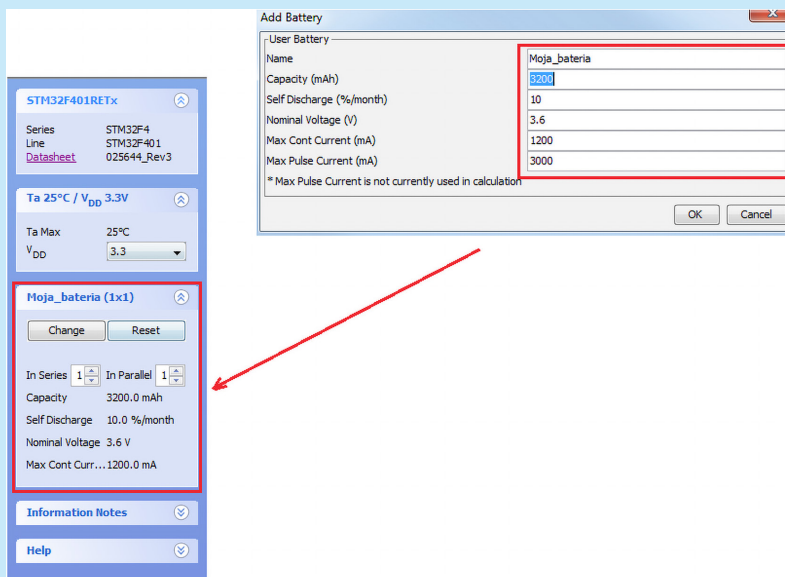 Add Battery
User Battery
Name Moja_bateria
Capacity (mAh) 3200
Self Discharge (%/month) 10
Nominal Voltage (V) 3.6
Max Cont Current (mA) 1200
Max Pulse Current (mA) 3000
* Max Pulse Current is not currently used in calculation
OK Cancel
STM32F401RETx
Series STM32F4
Line STM32F401
Datasheet 025644_Rev3
Ta 25°C / VDD 3.3V
Ta Max 25°C
VDD 3.3
Moja_bateria (1x1)
Change Reset
In Series 1 In Parallel 1
Capacity 3200.0 mAh
Self Discharge 10.0 %/month
Nominal Voltage 3.6 V
Max Cont Curr...1200.0 mA
Information Notes
Help